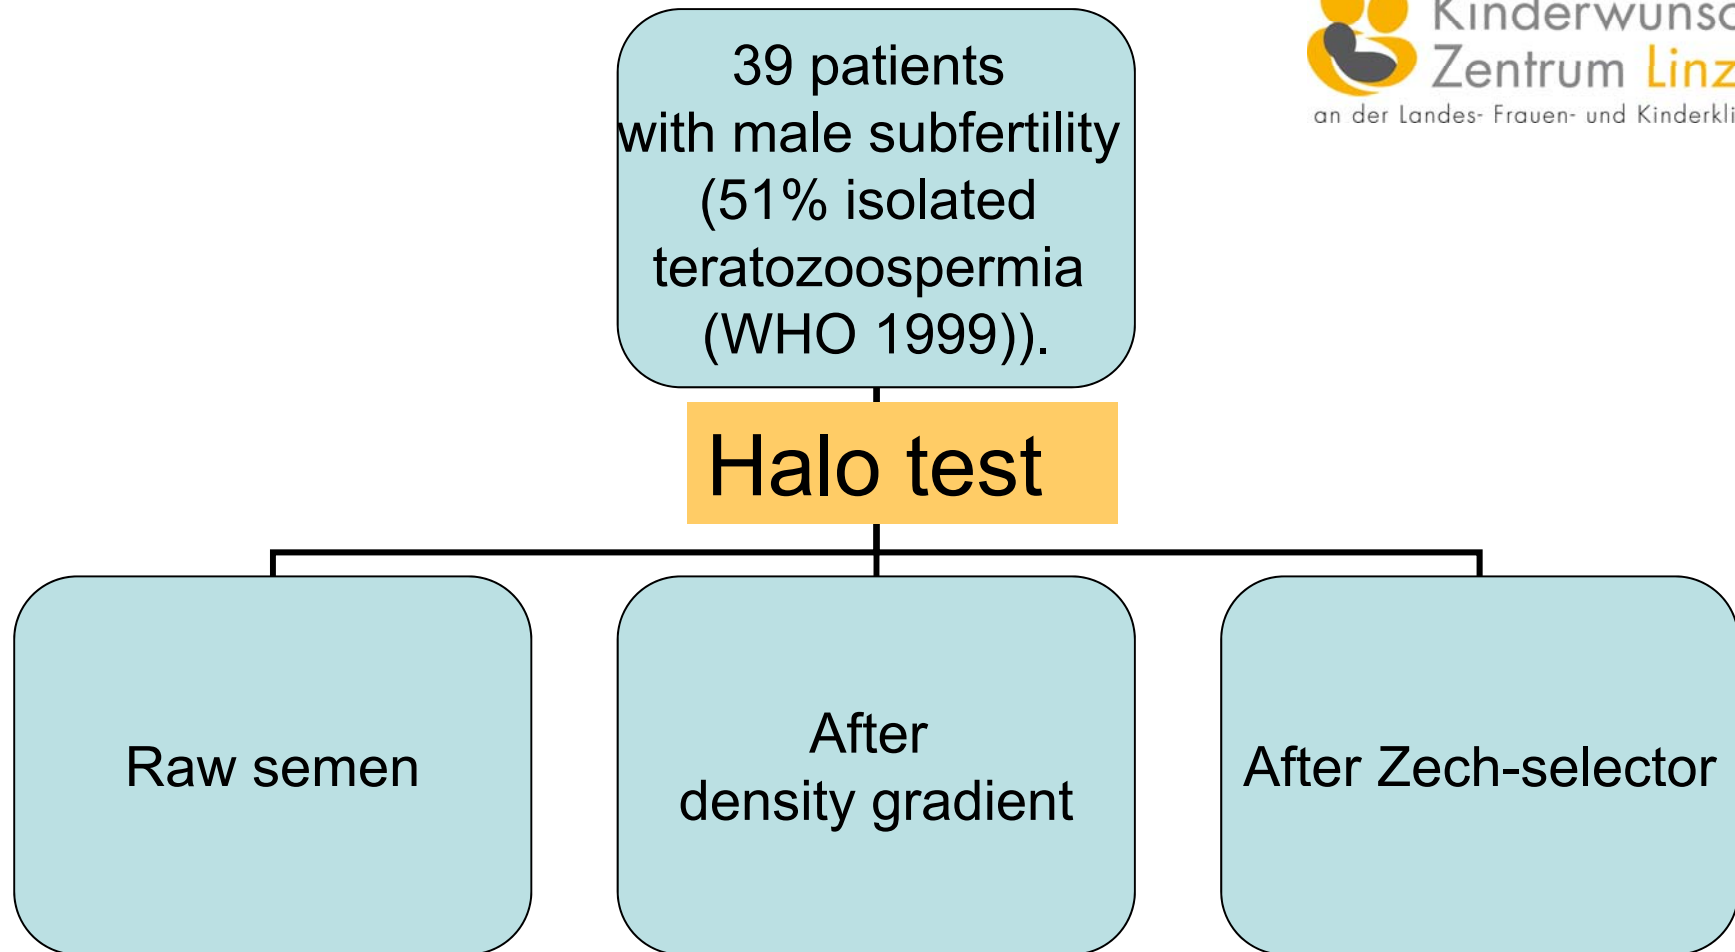 Zentrum Linz
an der Landes- Frauen- und
39 patients
with male subfertility
(51% isolated
teratozoospermia
(WHO 1999)).
Halo test
Raw semen
After
density gradient
After Zech-selector